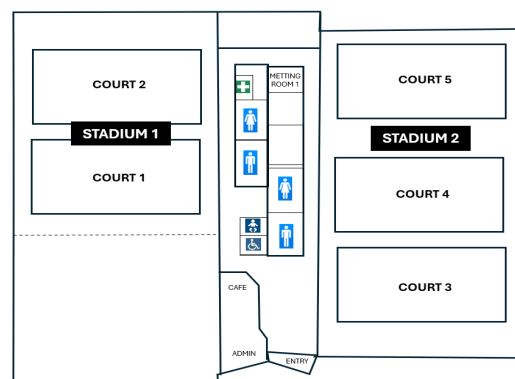 COURT 2
STADIUM 1
COURT 1
METTING
ROOM 1
CAFE
ADMIN
ENTRY
COURT 5
STADIUM 2
COURT 4
COURT 3